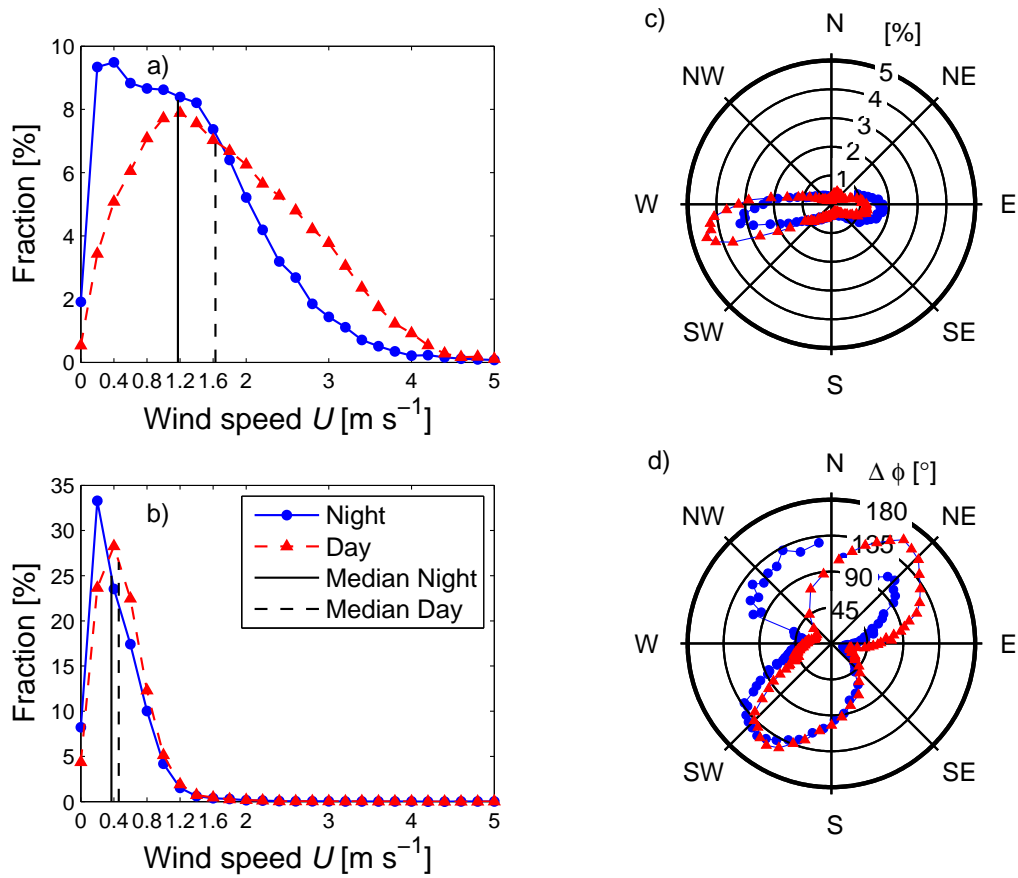 a)
10
8
6
4
2
0
Fraction [%]
0 0.4 0.8 1.2 1.6 2 3 4 5
Wind speed U [m s−1]
b)
35
30
25
20
15
10
5
0
Fraction [%]
Night
Day
Median Night
Median Day
0 0.4 0.8 1.2 1.6 2 3 4 5
Wind speed U [m s−1]
c)
N
[%]
NW
NE
5
4
3
2
1
W
E
SW
SE
S
d)
N
Δ ϕ [°]
NW
NE
180
135
90
45
W
E
SW
SE
S